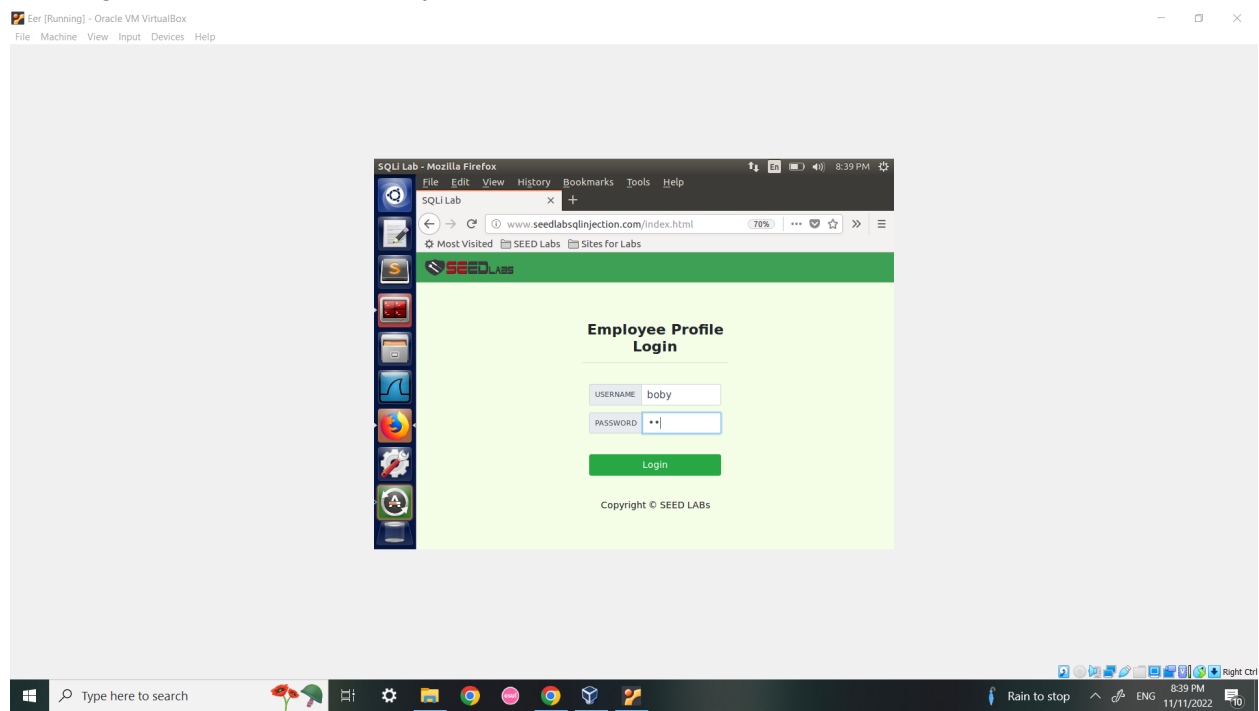 Eer [Running] - Oracle VM VirtualBox
File Machine View Input Devices Help
SQLi Lab - Mozilla Firefox En 8:39 PM
File Edit View History Bookmarks Tools Help
SQLi Lab
www.seedlabsqlinjection.com/index.html 70%
Most Visited SEED Labs Sites for Labs
SEEDLABS
Employee Profile
Login
USERNAME boby
PASSWORD
Login
Copyright © SEED LABs
Right Ctrl
Type here to search
Rain to stop ENG 8:39 PM
11/11/2022 10